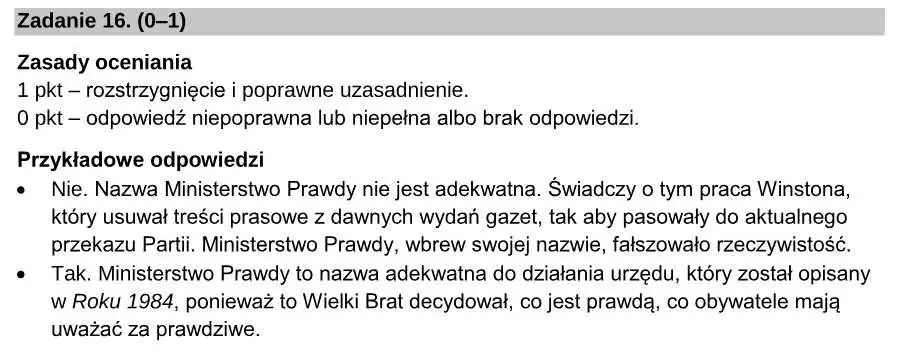 Zadanie 16. (0–1)
Zasady oceniania
1 pkt – rozstrzygnięcie i poprawne uzasadnienie.
0 pkt – odpowiedź niepoprawna lub niepełna albo brak odpowiedzi.
Przykładowe odpowiedzi
• Nie. Nazwa Ministerstwo Prawdy nie jest adekwatna. Świadczy o tym praca Winstona,
który usuwał treści prasowe z dawnych wydań gazet, tak aby pasowały do aktualnego
przekazu Partii. Ministerstwo Prawdy, wbrew swojej nazwie, fałszowało rzeczywistość.
• Tak. Ministerstwo Prawdy to nazwa adekwatna do działania urzędu, który został opisany
w Roku 1984, ponieważ to Wielki Brat decydował, co jest prawdą, co obywatele mają
uważać za prawdziwe.